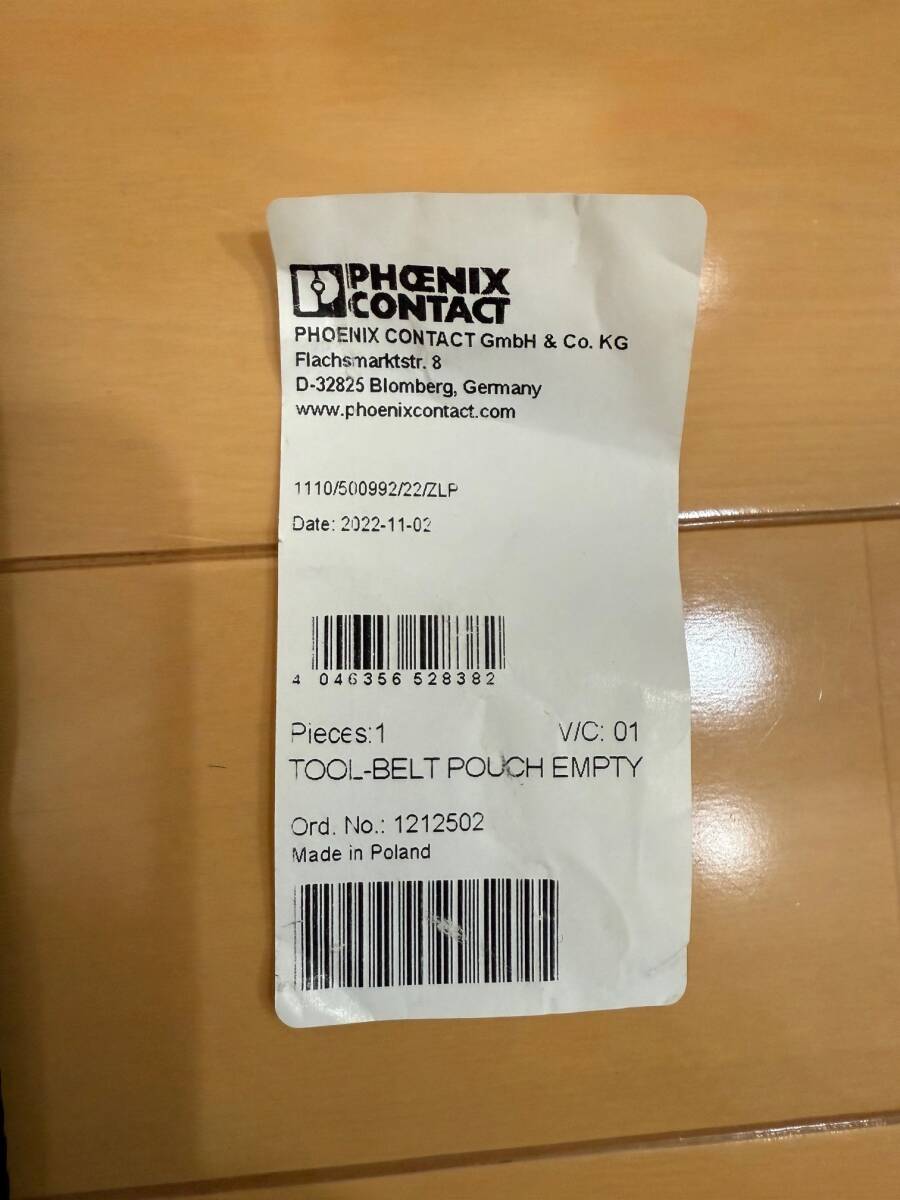 PHŒNIX
CONTACT
PHOENIX CONTACT GmbH & Co. KG
Flachsmarktstr. 8
D-32825 Blomberg, Germany
www.phoenixcontact.com
1110/500992/22/ZLP
Date: 2022-11-02
4 046356 528382
Pieces:1 V/C: 01
TOOL-BELT POUCH EMPTY
Ord. No.: 1212502
Made in Poland